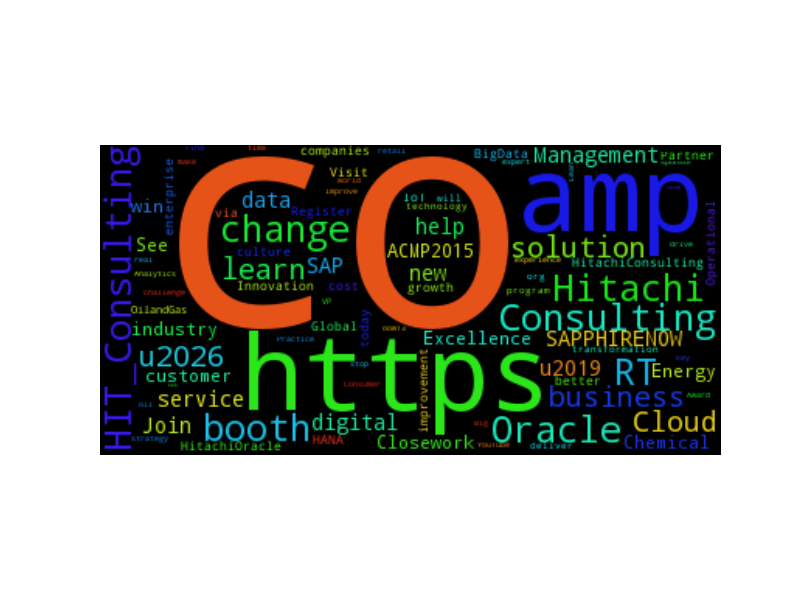 HIT_Consulting
find
time
companies
retail
BigData
expert
Management
Partner
make
Visit
world
improve
enterprise
co
amp
win
via
data
Register
IoT
will
technology
change
help
See
culture
ACMP2015
solution
drive
Operational
real
learn
SAP
new
experience
HitachiConsulting
Analytics
Innovation
cost
growth
org
program
Hitachi
challenge
VP
OilandGas
industry
Global
today
Consulting
Practice
Excellence
SAPPHIRENOW
transformation
https
u2026
stop
u2019
RT
Energy
key
customer
Consumer
better
service
improvement
business
Award
oil
Join
booth
digital
Big
Oracle
Cloud
strategy
HitachiOracle
HANA
Closework
Youtube
deliver
Chemical